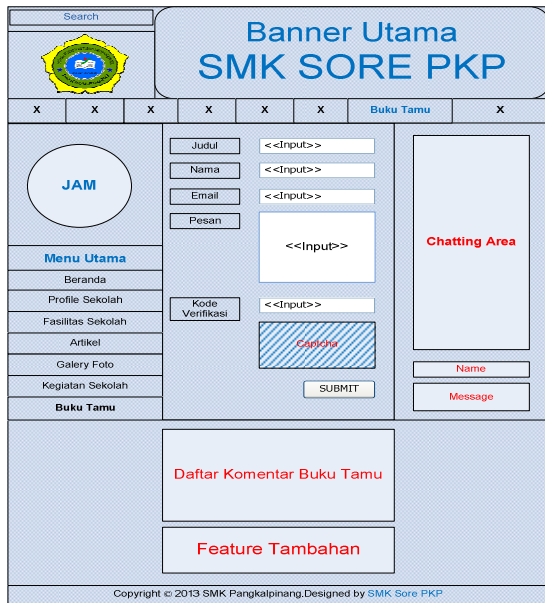 Search
Banner Utama
SMK SORE PKP
X X X X X X Buku Tamu X
JAM
Menu Utama
Beranda
Profile Sekolah
Fasilitas Sekolah
Artikel
Galery Foto
Kegiatan Sekolah
Buku Tamu
Judul <<Input>>
Nama <<Input>>
Email <<Input>>
Pesan
<<Input>>
Kode
Verifikasi
<<Input>>
Captcha
SUBMIT
Chatting Area
Name
Message
Daftar Komentar Buku Tamu
Feature Tambahan
Copyright © 2013 SMK Pangkalpinang.Designed by SMK Sore PKP